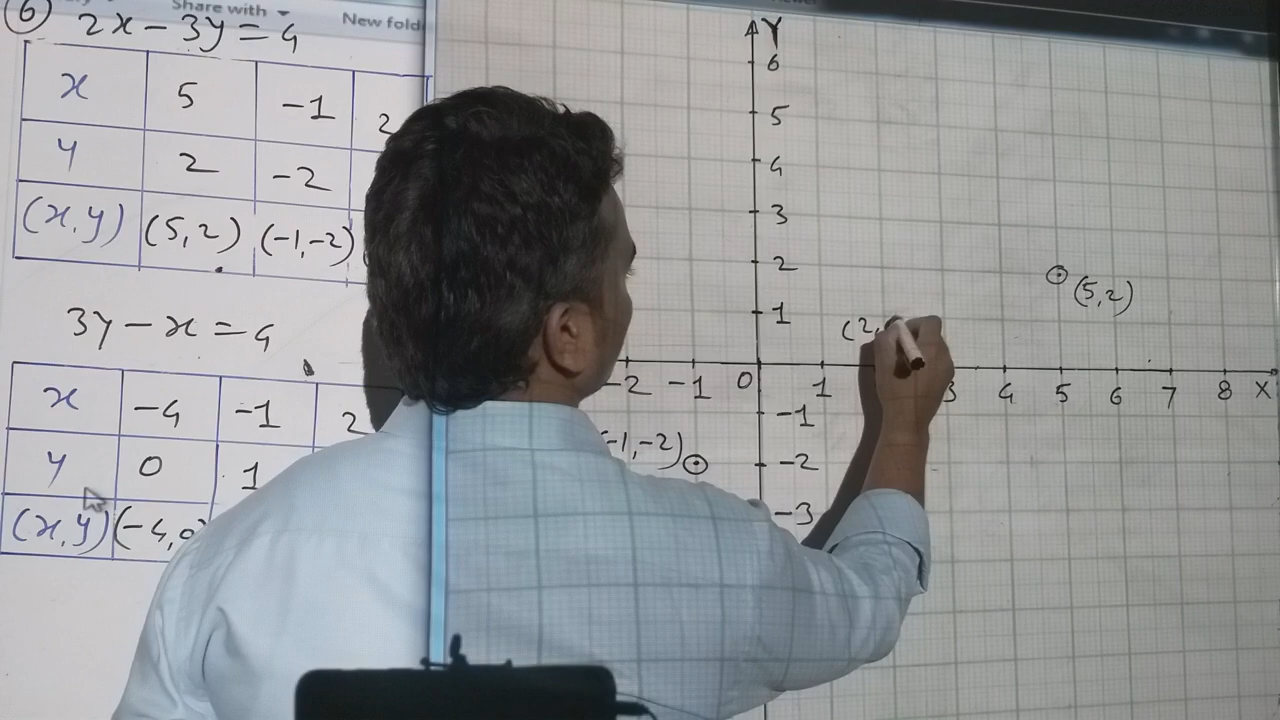 6 2x - 3y = 4
Share with
New fold
x 5 -1 2
y 2 -2
(x,y) (5,2) (-1,-2)
3y - x = 4
x -4 -1 2
y 0 1
(x,y) (-4,0
Y
6
5
4
3
2
1
(5,2)
(2,
-2 -1 0 1 3 4 5 6 7 8 X
-1
-2
-3
(-1,-2)